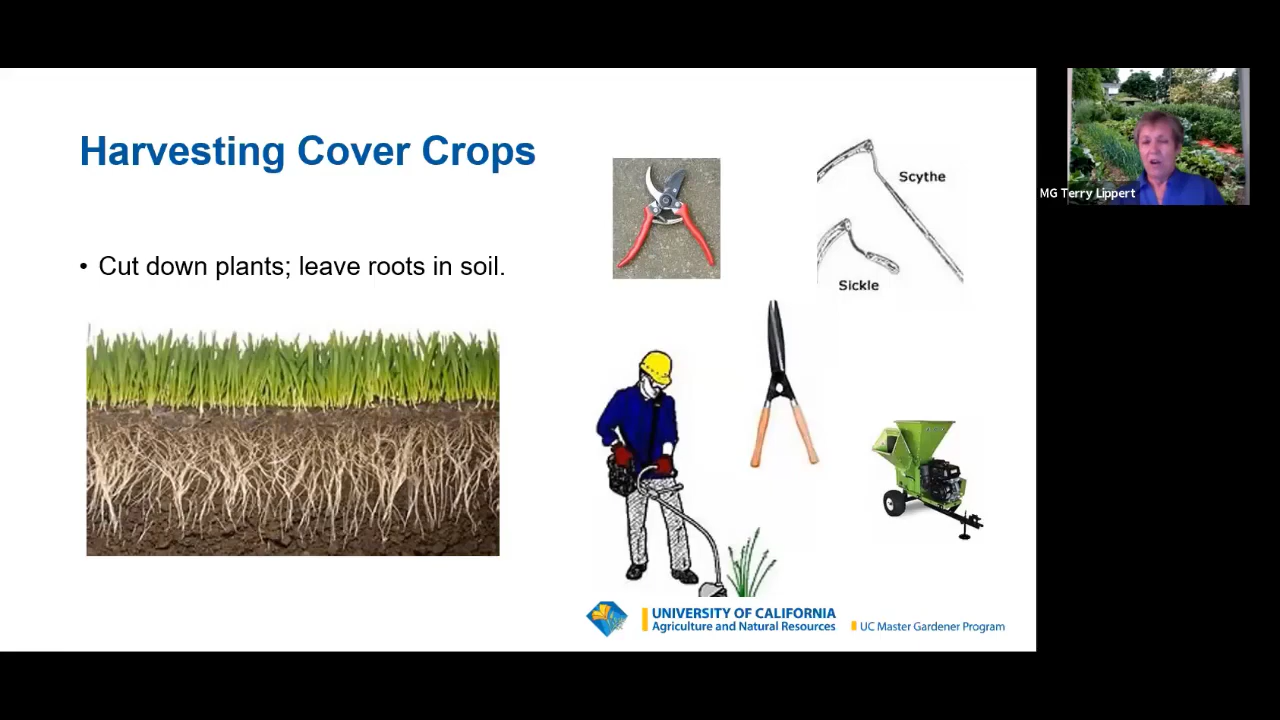 Harvesting Cover Crops
• Cut down plants; leave roots in soil.
Scythe
Sickle
UNIVERSITY OF CALIFORNIA
Agriculture and Natural Resources
UC Master Gardener Program
MG Terry Lippert